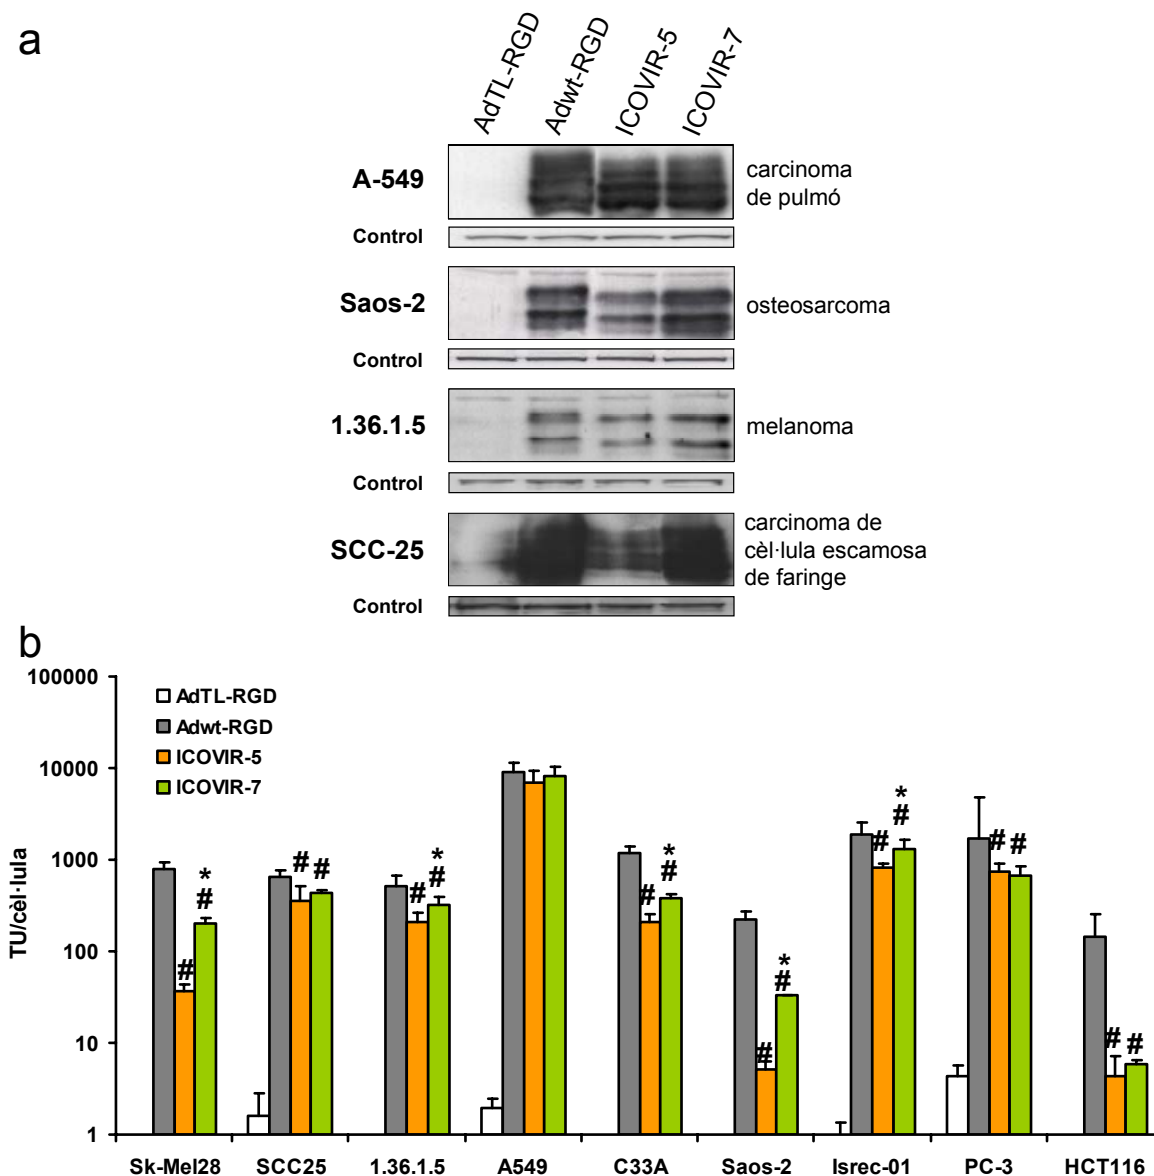 a
AdTL-RGD
Adwt-RGD
ICOVIR-5
ICOVIR-7
A-549
carcinoma
de pulmó
Control
Saos-2
osteosarcoma
Control
1.36.1.5
melanoma
Control
SCC-25
carcinoma de
cèl·lula escamosa
de faringe
Control
b
100000
10000
1000
100
10
1
TU/cèl·lula
AdTL-RGD
Adwt-RGD
ICOVIR-5
ICOVIR-7
#
*
#
#
#
#
*
#
#
*
#
#
*
#
#
*
#
#
#
#
#
Sk-Mel28
SCC25
1.36.1.5
A549
C33A
Saos-2
Isrec-01
PC-3
HCT116